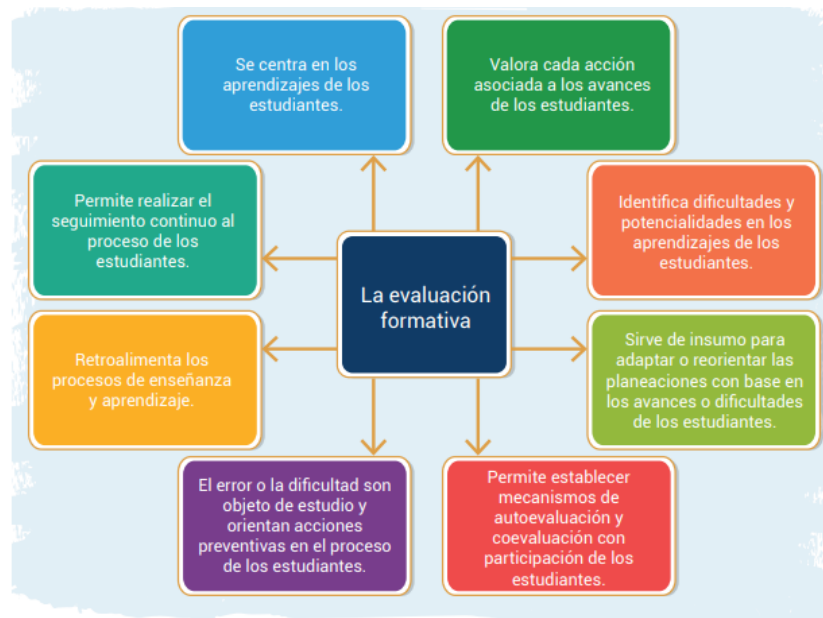 Se centra en los
aprendizajes de los
estudiantes.
Valora cada acción
asociada a los avances
de los estudiantes.
Permite realizar el
seguimiento continuo al
proceso de los
estudiantes.
Identifica dificultades y
potencialidades en los
aprendizajes de los
estudiantes.
La evaluación
formativa
Retroalimenta los
procesos de enseñanza
y aprendizaje.
Sirve de insumo para
adaptar o reorientar las
planeaciones con base en
los avances o dificultades
de los estudiantes.
El error o la dificultad son
objeto de estudio y
orientan acciones
preventivas en el proceso
de los estudiantes.
Permite establecer
mecanismos de
autoevaluación y
coevaluación con
participación de los
estudiantes.